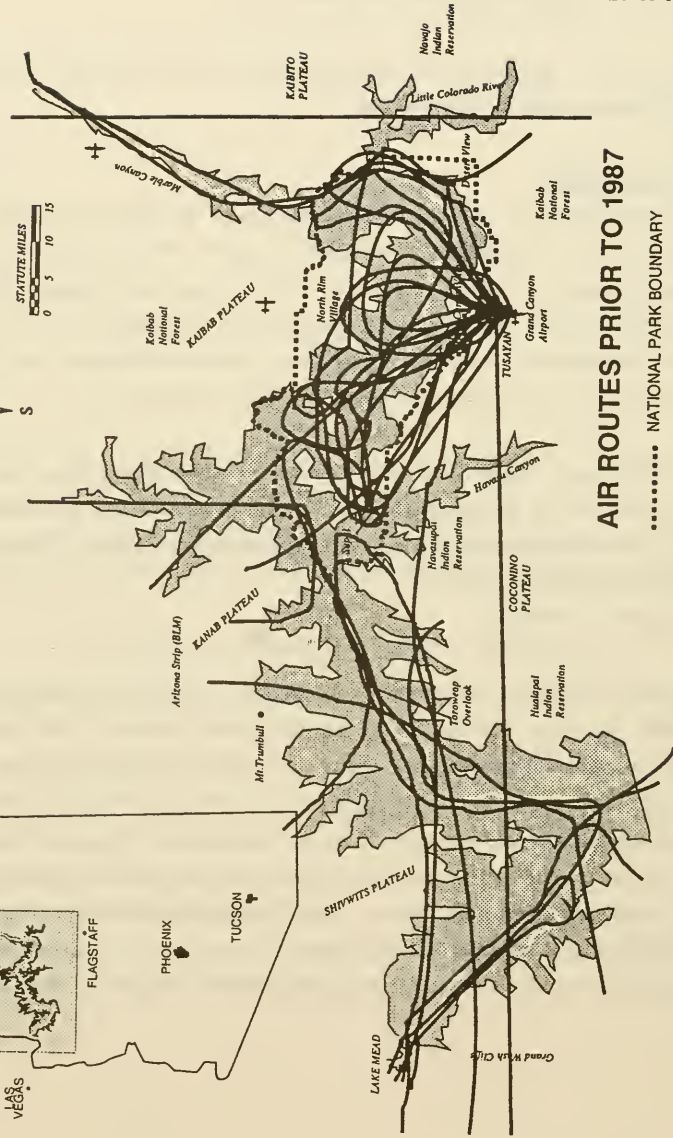 LAS
VEGAS
FLAGSTAFF
PHOENIX
TUCSON
S
STATUTE MILES
0 5 10 15
Marble Canyon
KAIBITO
PLATEAU
Navajo
Indian
Reservation
Little Colorado River
Kaibab
National
Forest
KAIBAB PLATEAU
North Rim
Village
Desert View
Kaibab
National
Forest
TUSAYAN
Grand Canyon
Airport
Arizona Strip (BLM)
KANAB PLATEAU
Mt. Trumbull
Supai
Havasu Canyon
Havasupai
Indian
Reservation
COCONINO
PLATEAU
Toroweap
Overlook
Hualapai
Indian
Reservation
SHIVWITS PLATEAU
LAKE MEAD
Grand Wash Cliffs
AIR ROUTES PRIOR TO 1987
NATIONAL PARK BOUNDARY